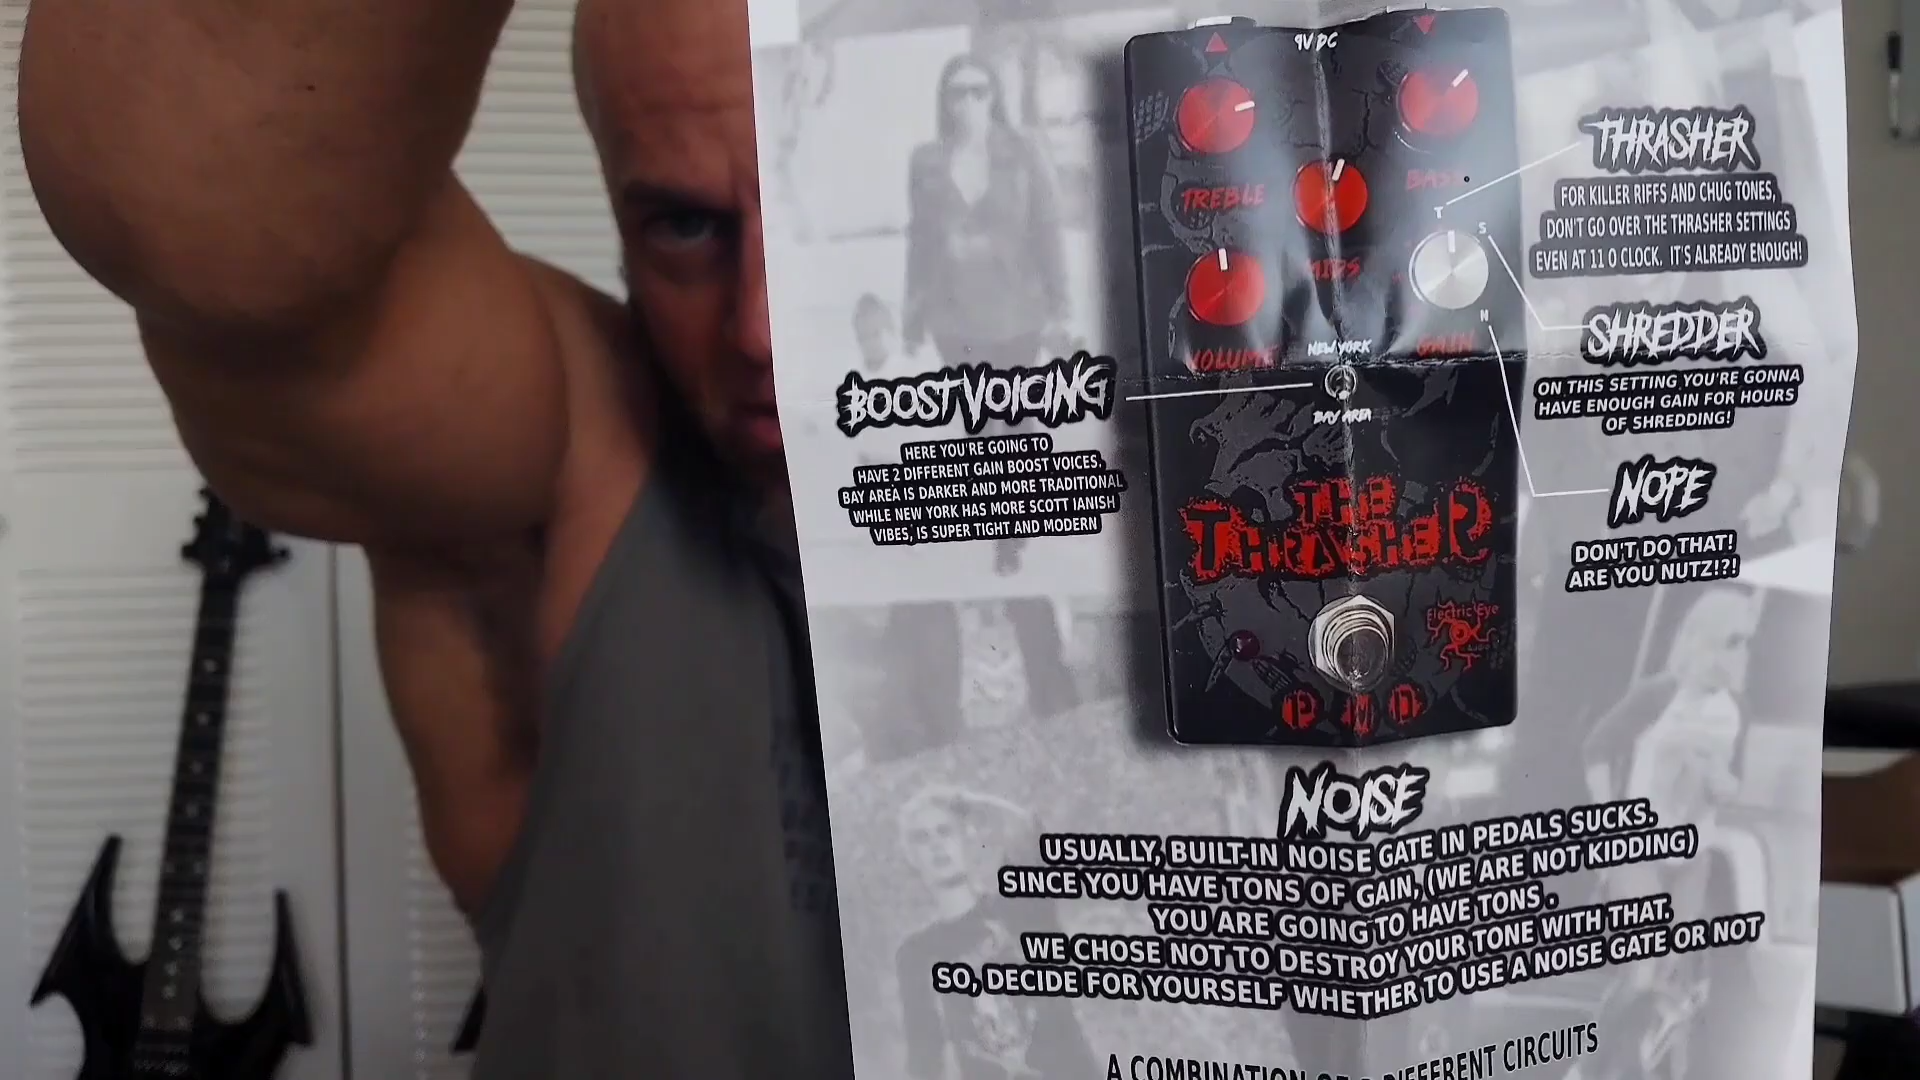 9V DC
TREBLE
BASS
MIDS
VOLUME
GAIN
T
S
N
NEW YORK
BAY AREA
THE
THRASHER
Electric Eye
PMD
THRASHER
FOR KILLER RIFFS AND CHUG TONES,
DON'T GO OVER THE THRASHER SETTINGS
EVEN AT 11 O CLOCK. IT'S ALREADY ENOUGH!
SHREDDER
ON THIS SETTING YOU'RE GONNA
HAVE ENOUGH GAIN FOR HOURS
OF SHREDDING!
NOPE
DON'T DO THAT!
ARE YOU NUTZ!?!
BOOST VOICING
HERE YOU'RE GOING TO
HAVE 2 DIFFERENT GAIN BOOST VOICES.
BAY AREA IS DARKER AND MORE TRADITIONAL
WHILE NEW YORK HAS MORE SCOTT IANISH
VIBES, IS SUPER TIGHT AND MODERN
NOISE
USUALLY, BUILT-IN NOISE GATE IN PEDALS SUCKS.
SINCE YOU HAVE TONS OF GAIN, (WE ARE NOT KIDDING)
YOU ARE GOING TO HAVE TONS .
WE CHOSE NOT TO DESTROY YOUR TONE WITH THAT.
SO, DECIDE FOR YOURSELF WHETHER TO USE A NOISE GATE OR NOT
A COMBINATION OF DIFFERENT CIRCUITS